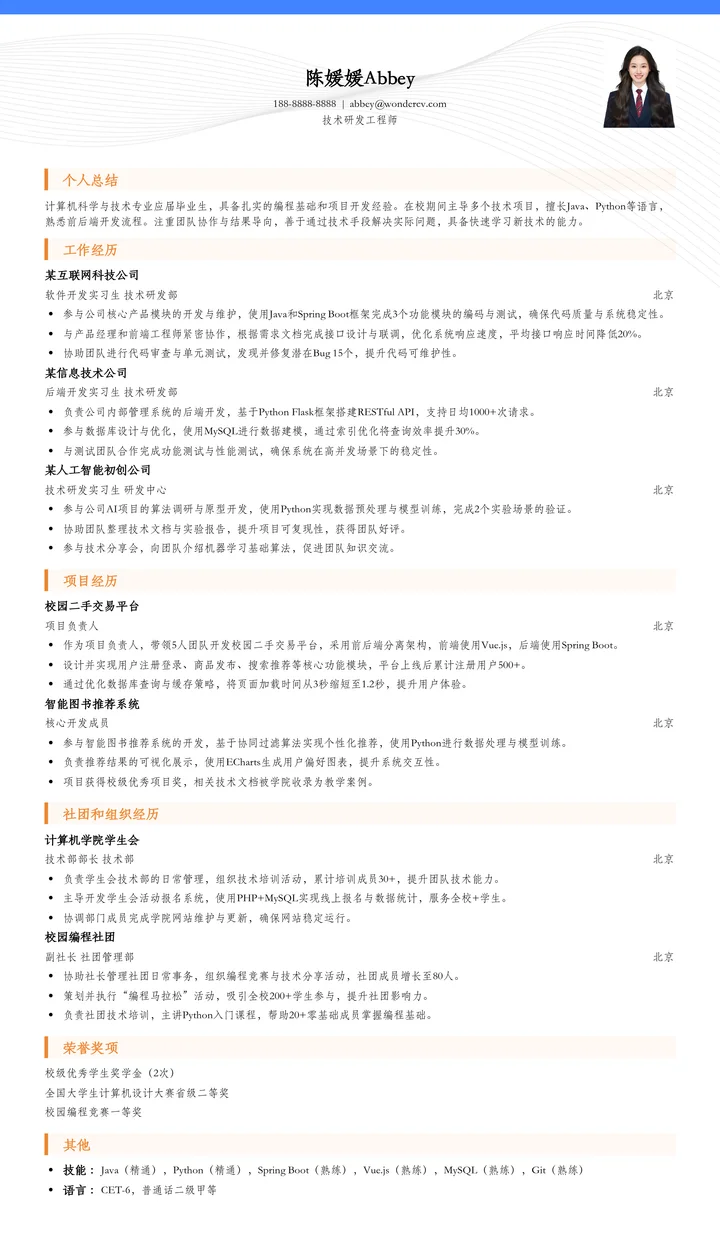 陈媛媛Abbey
188-8888-8888 | abbey@wondercv.com
技术研发工程师
个人总结
计算机科学与技术专业应届毕业生，具备扎实的编程基础和项目开发经验。在校期间主导多个技术项目，擅长Java、Python等语言，
熟悉前后端开发流程。注重团队协作与结果导向，善于通过技术手段解决实际问题，具备快速学习新技术的能力。
工作经历
某互联网科技公司
软件开发实习生 技术研发部 北京
• 参与公司核心产品模块的开发与维护，使用Java和Spring Boot框架完成3个功能模块的编码与测试，确保代码质量与系统稳定性。
• 与产品经理和前端工程师紧密协作，根据需求文档完成接口设计与联调，优化系统响应速度，平均接口响应时间降低20%。
• 协助团队进行代码审查与单元测试，发现并修复潜在Bug 15个，提升代码可维护性。
某信息技术公司
后端开发实习生 技术研发部 北京
• 负责公司内部管理系统的后端开发，基于Python Flask框架搭建RESTful API，支持日均1000+次请求。
• 参与数据库设计与优化，使用MySQL进行数据建模，通过索引优化将查询效率提升30%。
• 与测试团队合作完成功能测试与性能测试，确保系统在高并发场景下的稳定性。
某人工智能初创公司
技术研发实习生 研发中心 北京
• 参与公司AI项目的算法调研与原型开发，使用Python实现数据预处理与模型训练，完成2个实验场景的验证。
• 协助团队整理技术文档与实验报告，提升项目可复现性，获得团队好评。
• 参与技术分享会，向团队介绍机器学习基础算法，促进团队知识交流。
项目经历
校园二手交易平台
项目负责人 北京
• 作为项目负责人，带领5人团队开发校园二手交易平台，采用前后端分离架构，前端使用Vue.js，后端使用Spring Boot。
• 设计并实现用户注册登录、商品发布、搜索推荐等核心功能模块，平台上线后累计注册用户500+。
• 通过优化数据库查询与缓存策略，将页面加载时间从3秒缩短至1.2秒，提升用户体验。
智能图书推荐系统
核心开发成员 北京
• 参与智能图书推荐系统的开发，基于协同过滤算法实现个性化推荐，使用Python进行数据处理与模型训练。
• 负责推荐结果的可视化展示，使用ECharts生成用户偏好图表，提升系统交互性。
• 项目获得校级优秀项目奖，相关技术文档被学院收录为教学案例。
社团和组织经历
计算机学院学生会
技术部部长 技术部 北京
• 负责学生会技术部的日常管理，组织技术培训活动，累计培训成员30+，提升团队技术能力。
• 主导开发学生会活动报名系统，使用PHP+MySQL实现线上报名与数据统计，服务全校+学生。
• 协调部门成员完成学院网站维护与更新，确保网站稳定运行。
校园编程社团
副社长 社团管理部 北京
• 协助社长管理社团日常事务，组织编程竞赛与技术分享活动，社团成员增长至80人。
• 策划并执行“编程马拉松”活动，吸引全校200+学生参与，提升社团影响力。
• 负责社团技术培训，主讲Python入门课程，帮助20+零基础成员掌握编程基础。
荣誉奖项
校级优秀学生奖学金（2次）
全国大学生计算机设计大赛省级二等奖
校园编程竞赛一等奖
其他
• 技能： Java（精通）, Python（精通）, Spring Boot（熟练）, Vue.js（熟练）, MySQL（熟练）, Git（熟练）
• 语言： CET-6，普通话二级甲等